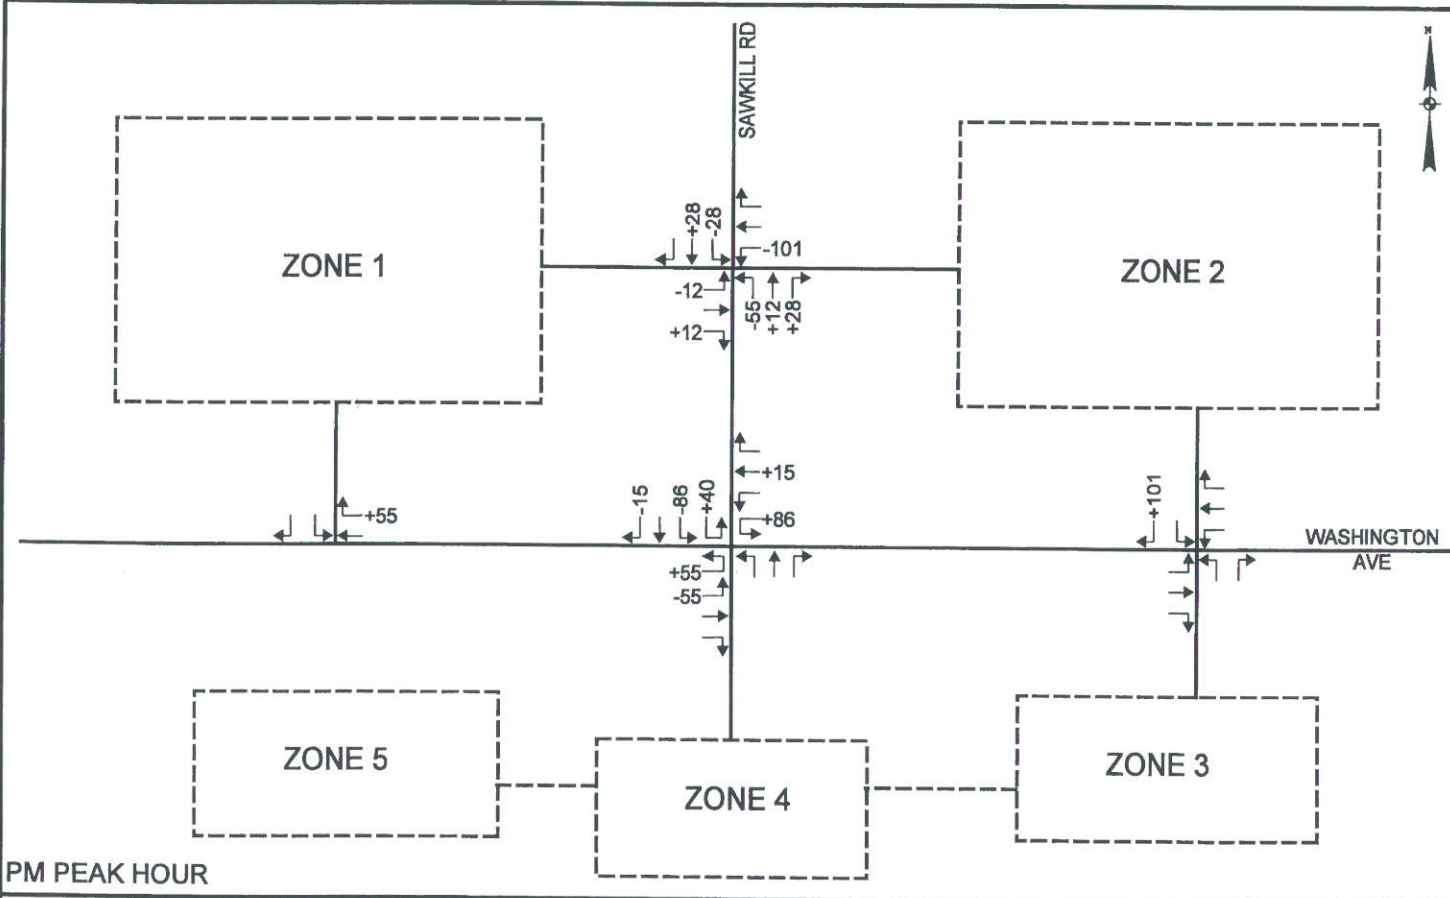 SAWKILL RD
N
ZONE 1
ZONE 2
+28
-28
-101
-12
+12
-55
+12
+28
+55
-15
-86
+40
+15
+86
+55
-55
+101
WASHINGTON
AVE
ZONE 5
ZONE 4
ZONE 3
PM PEAK HOUR